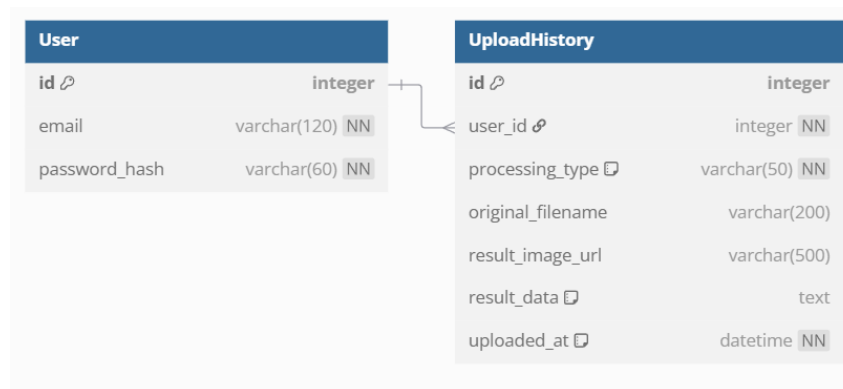 User
id integer
email varchar(120) NN
password_hash varchar(60) NN
UploadHistory
id integer
user_id integer NN
processing_type varchar(50) NN
original_filename varchar(200)
result_image_url varchar(500)
result_data text
uploaded_at datetime NN